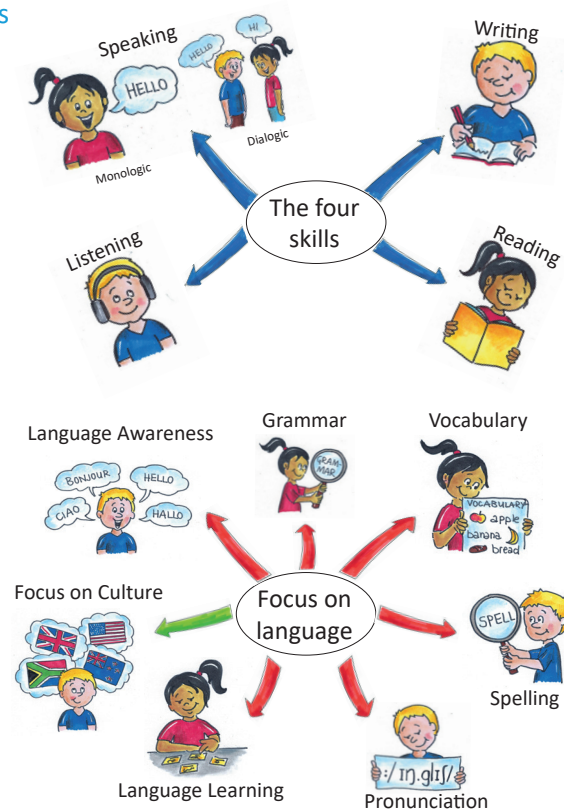 s
Speaking
HELLO
HELLO
HI
Monologic
Dialogic
Writing
The four
skills
Listening
Reading
Language Awareness
BONJOUR
HELLO
CIAO
HALLO
Grammar
GRAM-
MAR
Vocabulary
VOCABULARY
apple
banana
bread
Focus on Culture
Focus on
language
SPELL
Spelling
Language Learning
:/ɪŋ.glɪʃ/
Pronunciation